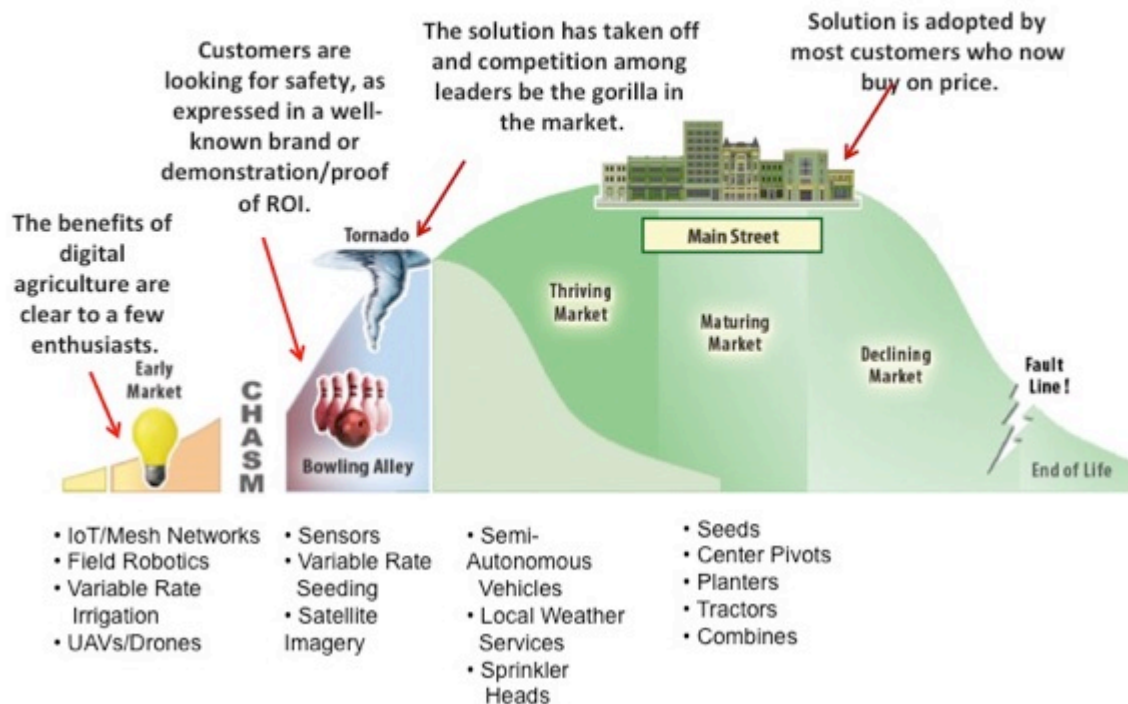 The benefits of
digital
agriculture are
clear to a few
enthusiasts.
Customers are
looking for safety, as
expressed in a well-
known brand or
demonstration/proof
of ROI.
The solution has taken off
and competition among
leaders be the gorilla in
the market.
Solution is adopted by
most customers who now
buy on price.
Early
Market
CHASM
Tornado
Bowling Alley
Main Street
Thriving
Market
Maturing
Market
Declining
Market
Fault
Line!
End of Life
• IoT/Mesh Networks
• Field Robotics
• Variable Rate
Irrigation
• UAVs/Drones
• Sensors
• Variable Rate
Seeding
• Satellite
Imagery
• Semi-
Autonomous
Vehicles
• Local Weather
Services
• Sprinkler
Heads
• Seeds
• Center Pivots
• Planters
• Tractors
• Combines